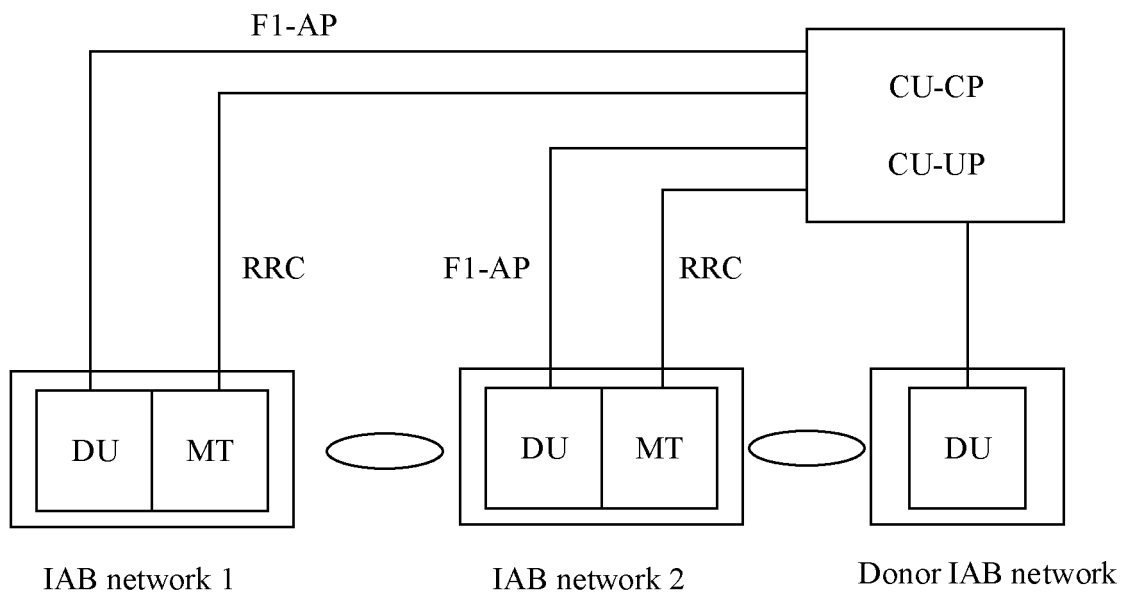 F1-AP
CU-CP
CU-UP
RRC
F1-AP
RRC
DU
MT
DU
MT
DU
IAB network 1
IAB network 2
Donor IAB network